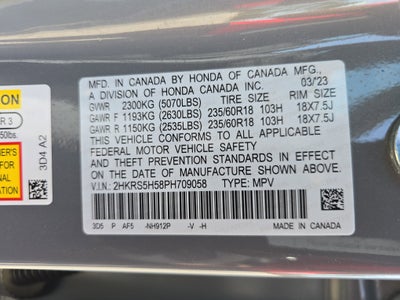 MFD. IN CANADA BY HONDA OF CANADA MFG., 03/23
A DIVISION OF HONDA CANADA INC.
GVWR 2300KG (5070LBS) TIRE SIZE RIM SIZE
GAWR F 1193KG (2630LBS) 235/60R18 103H 18X7.5J
GAWR R 1150KG (2535LBS) 235/60R18 103H 18X7.5J
THIS VEHICLE CONFORMS TO ALL APPLICABLE
FEDERAL MOTOR VEHICLE SAFETY
AND THEFT PREVENTION STANDARDS IN EFFECT
ON THE DATE OF MANUFACTURE SHOWN ABOVE.
V.I.N: 2HKRS5H58PH709058 TYPE: MPV
3D5 P AF5 -NH912P -V -H
MADE IN CANADA
3D4 A2
ION
R 3
50lbs.